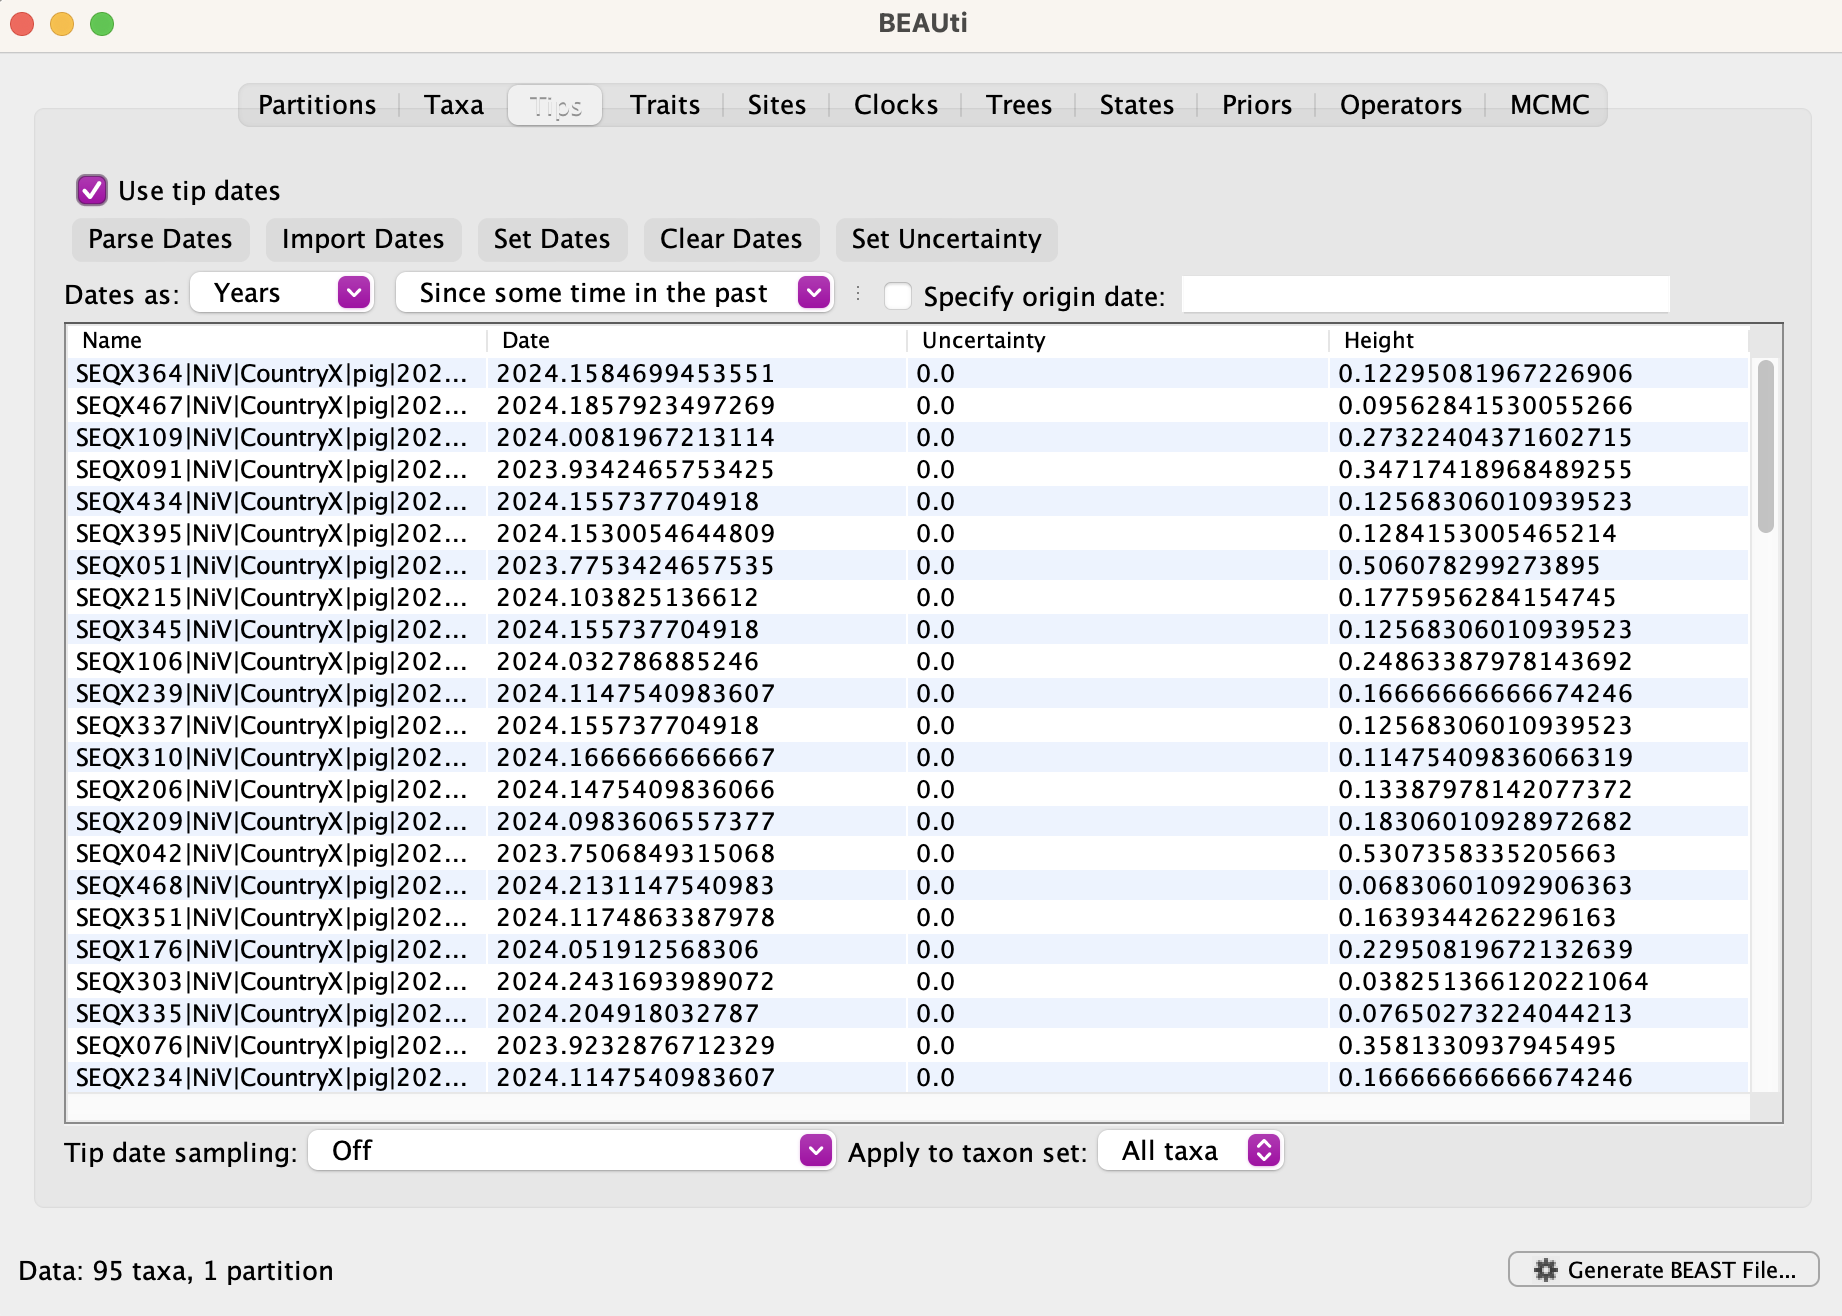 BEAUti
Partitions Taxa Tips Traits Sites Clocks Trees States Priors Operators MCMC
Use tip dates
Parse Dates Import Dates Set Dates Clear Dates Set Uncertainty
Dates as: Years Since some time in the past Specify origin date:
Name Date Uncertainty Height
SEQX364|NiV|CountryX|pig|202... 2024.1584699453551 0.0 0.12295081967226906
SEQX467|NiV|CountryX|pig|202... 2024.1857923497269 0.0 0.09562841530055266
SEQX109|NiV|CountryX|pig|202... 2024.0081967213114 0.0 0.27322404371602715
SEQX091|NiV|CountryX|pig|202... 2023.9342465753425 0.0 0.34717418968489255
SEQX434|NiV|CountryX|pig|202... 2024.155737704918 0.0 0.12568306010939523
SEQX395|NiV|CountryX|pig|202... 2024.1530054644809 0.0 0.1284153005465214
SEQX051|NiV|CountryX|pig|202... 2023.7753424657535 0.0 0.506078299273895
SEQX215|NiV|CountryX|pig|202... 2024.103825136612 0.0 0.1775956284154745
SEQX345|NiV|CountryX|pig|202... 2024.155737704918 0.0 0.12568306010939523
SEQX106|NiV|CountryX|pig|202... 2024.032786885246 0.0 0.24863387978143692
SEQX239|NiV|CountryX|pig|202... 2024.1147540983607 0.0 0.16666666666674246
SEQX337|NiV|CountryX|pig|202... 2024.155737704918 0.0 0.12568306010939523
SEQX310|NiV|CountryX|pig|202... 2024.1666666666667 0.0 0.11475409836066319
SEQX206|NiV|CountryX|pig|202... 2024.1475409836066 0.0 0.13387978142077372
SEQX209|NiV|CountryX|pig|202... 2024.0983606557377 0.0 0.18306010928972682
SEQX042|NiV|CountryX|pig|202... 2023.7506849315068 0.0 0.5307358335205663
SEQX468|NiV|CountryX|pig|202... 2024.2131147540983 0.0 0.06830601092906363
SEQX351|NiV|CountryX|pig|202... 2024.1174863387978 0.0 0.1639344262296163
SEQX176|NiV|CountryX|pig|202... 2024.051912568306 0.0 0.22950819672132639
SEQX303|NiV|CountryX|pig|202... 2024.2431693989072 0.0 0.038251366120221064
SEQX335|NiV|CountryX|pig|202... 2024.204918032787 0.0 0.07650273224044213
SEQX076|NiV|CountryX|pig|202... 2023.9232876712329 0.0 0.3581330937945495
SEQX234|NiV|CountryX|pig|202... 2024.1147540983607 0.0 0.16666666666674246
Tip date sampling: Off Apply to taxon set: All taxa
Data: 95 taxa, 1 partition Generate BEAST File...